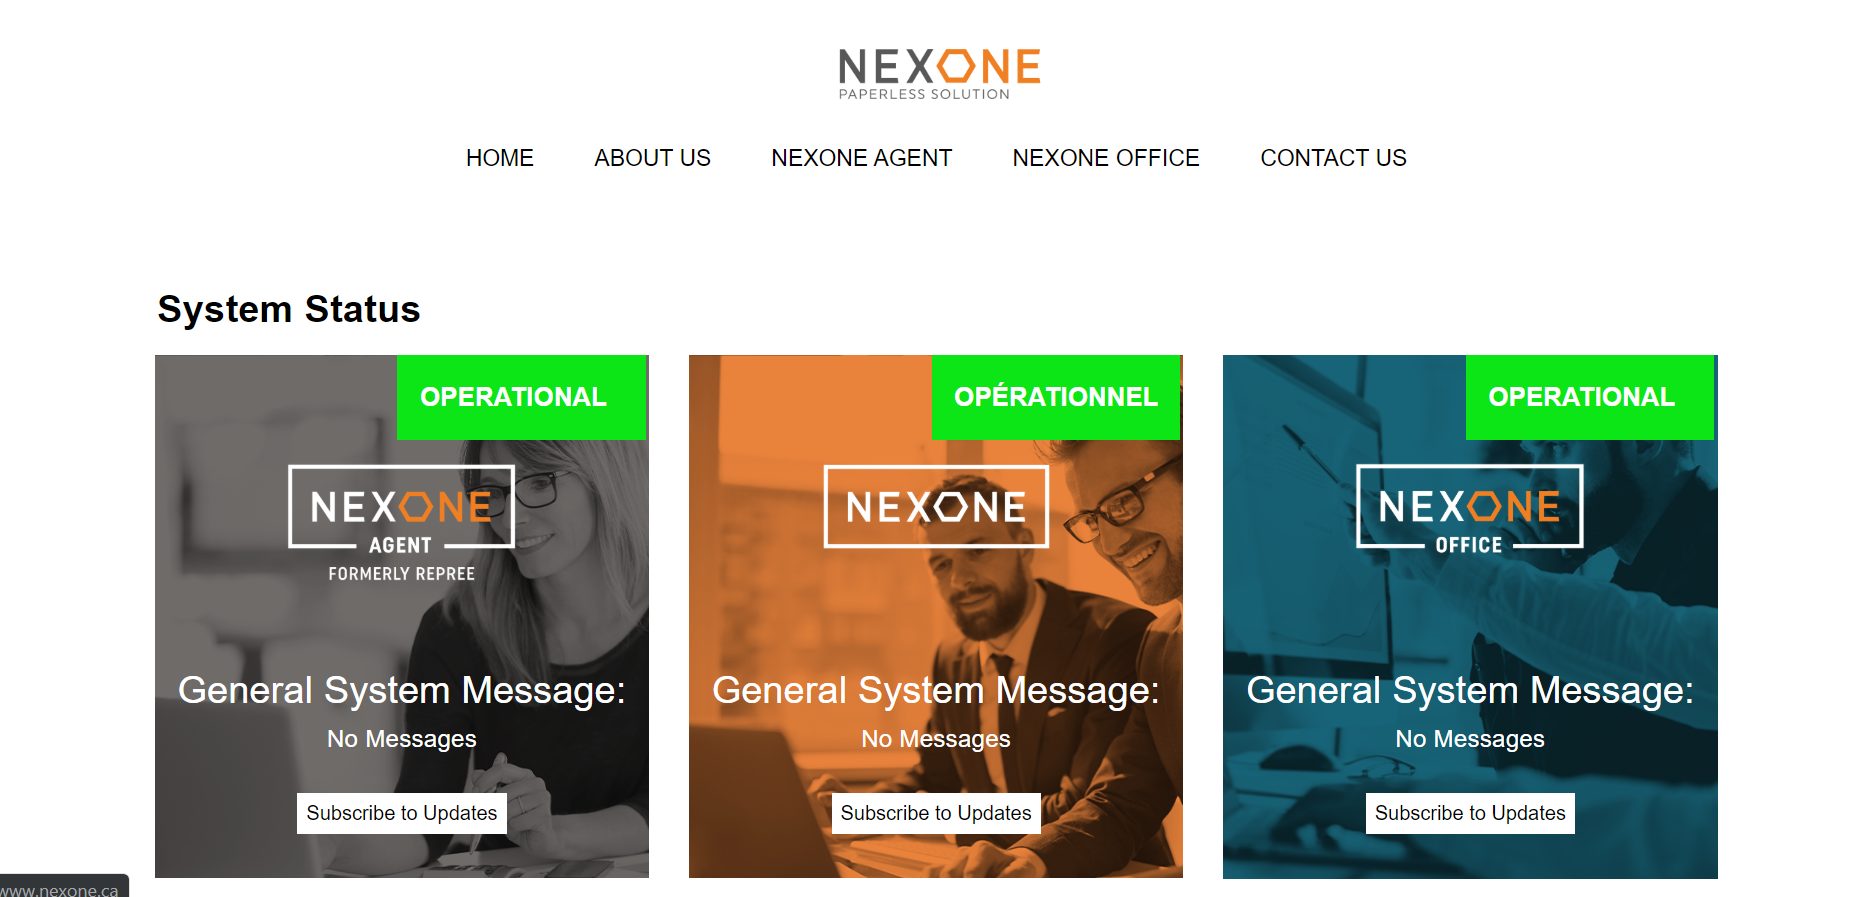 NEXONE
PAPERLESS SOLUTION
HOME ABOUT US NEXONE AGENT NEXONE OFFICE CONTACT US
System Status
OPERATIONAL
NEXONE
AGENT
FORMERLY REPREE
General System Message:
No Messages
Subscribe to Updates
OPÉRATIONNEL
NEXONE
General System Message:
No Messages
Subscribe to Updates
OPERATIONAL
NEXONE
OFFICE
General System Message:
No Messages
Subscribe to Updates
www.nexone.ca